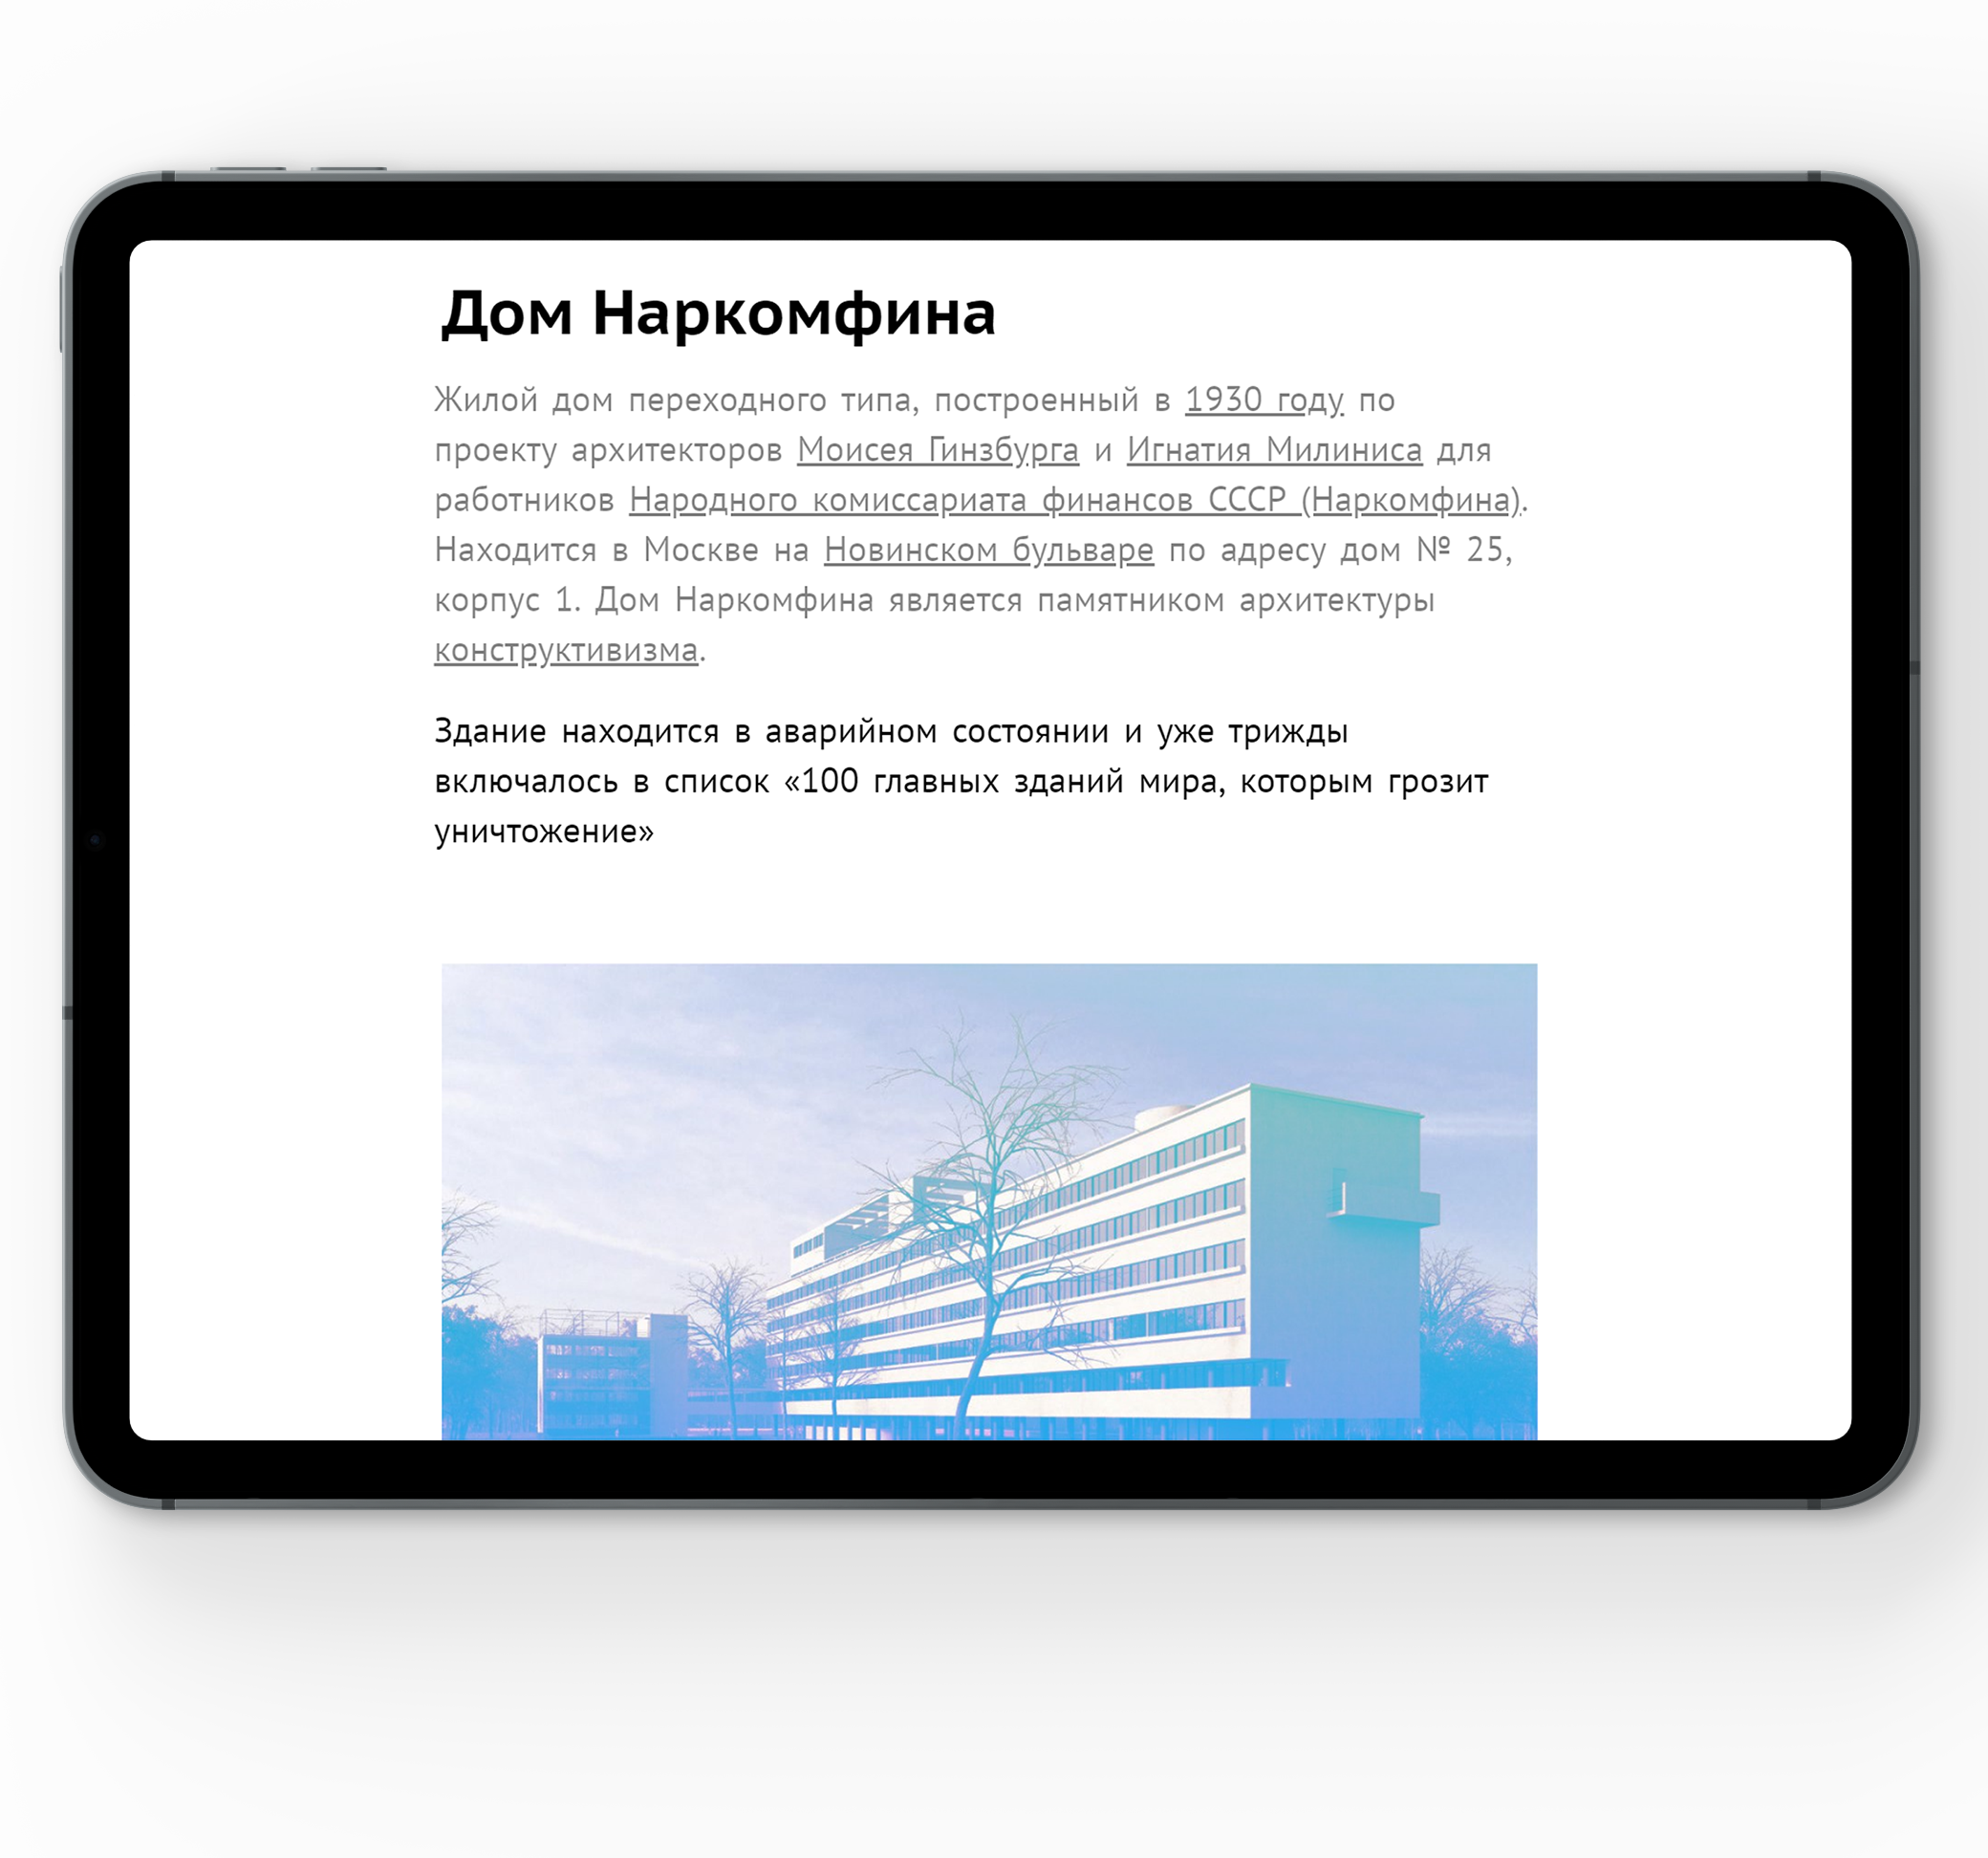 Дом Наркомфина
Жилой дом переходного типа, построенный в 1930 году по
проекту архитекторов Моисея Гинзбурга и Игнатия Милиниса для
работников Народного комиссариата финансов СССР (Наркомфина).
Находится в Москве на Новинском бульваре по адресу дом № 25,
корпус 1. Дом Наркомфина является памятником архитектуры
конструктивизма.
Здание находится в аварийном состоянии и уже трижды
включалось в список «100 главных зданий мира, которым грозит
уничтожение»